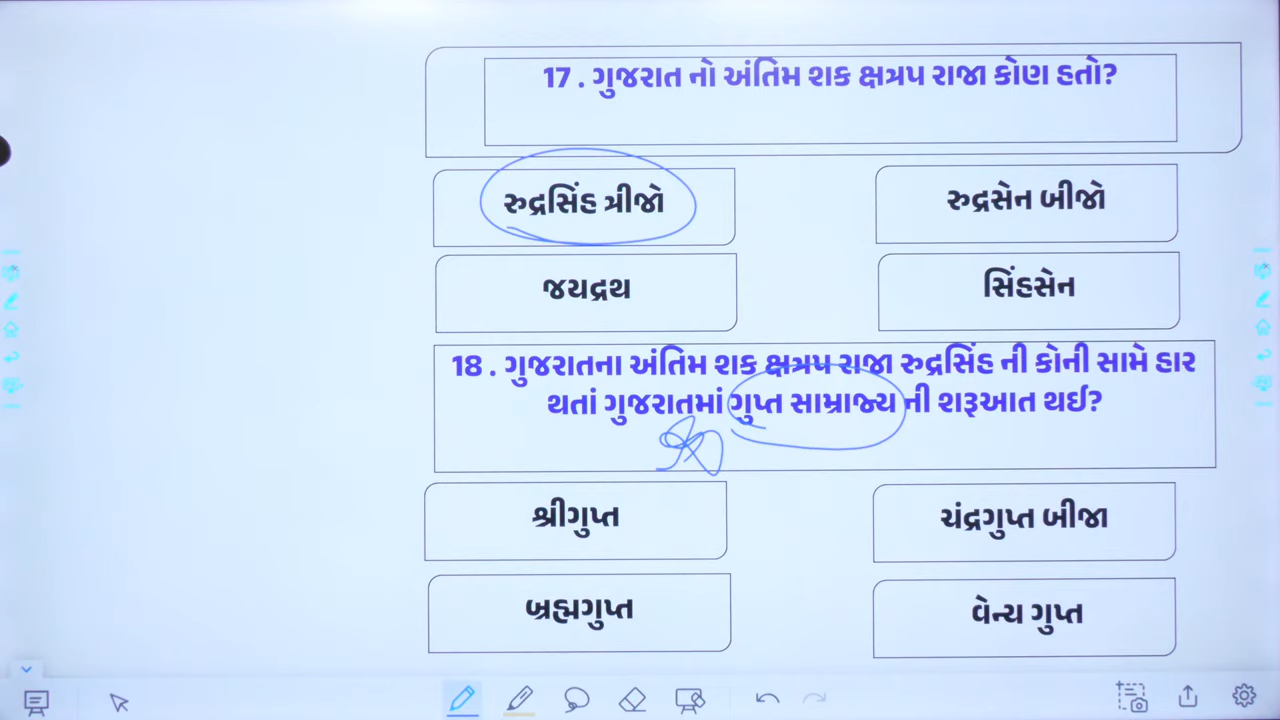 17 . ગુજરાત નો અંતિમ શક ક્ષત્રપ રાજા કોણ હતો?
રુદ્રસિંહ ત્રીજો
રુદ્રસેન બીજો
જયદ્રથ
સિંહસેન
18 . ગુજરાતના અંતિમ શક ક્ષત્રપ રાજા રુદ્રસિંહ ની કોની સામે હાર
થતાં ગુજરાતમાં ગુપ્ત સામ્રાજ્ય ની શરૂઆત થઈ?
શ્રીગુપ્ત
ચંદ્રગુપ્ત બીજા
બ્રહ્મગુપ્ત
વેન્ય ગુપ્ત